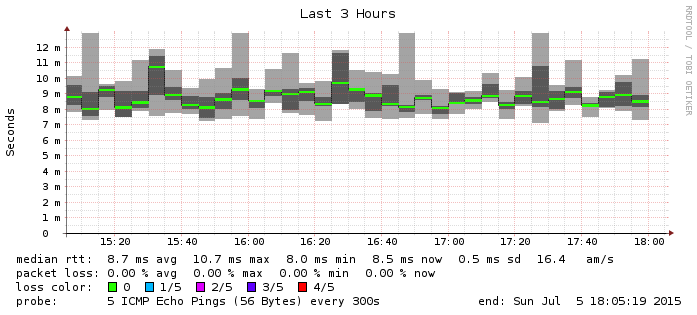 Last 3 Hours
RRDTOOL / TOBI OETIKER
Seconds
12 m
11 m
10 m
9 m
8 m
7 m
6 m
5 m
4 m
3 m
2 m
1 m
0
15:20 15:40 16:00 16:20 16:40 17:00 17:20 17:40 18:00
median rtt: 8.7 ms avg 10.7 ms max 8.0 ms min 8.5 ms now 0.5 ms sd 16.4 am/s
packet loss: 0.00 % avg 0.00 % max 0.00 % min 0.00 % now
loss color: 0 1/5 2/5 3/5 4/5
probe: 5 ICMP Echo Pings (56 Bytes) every 300s end: Sun Jul 5 18:05:19 2015